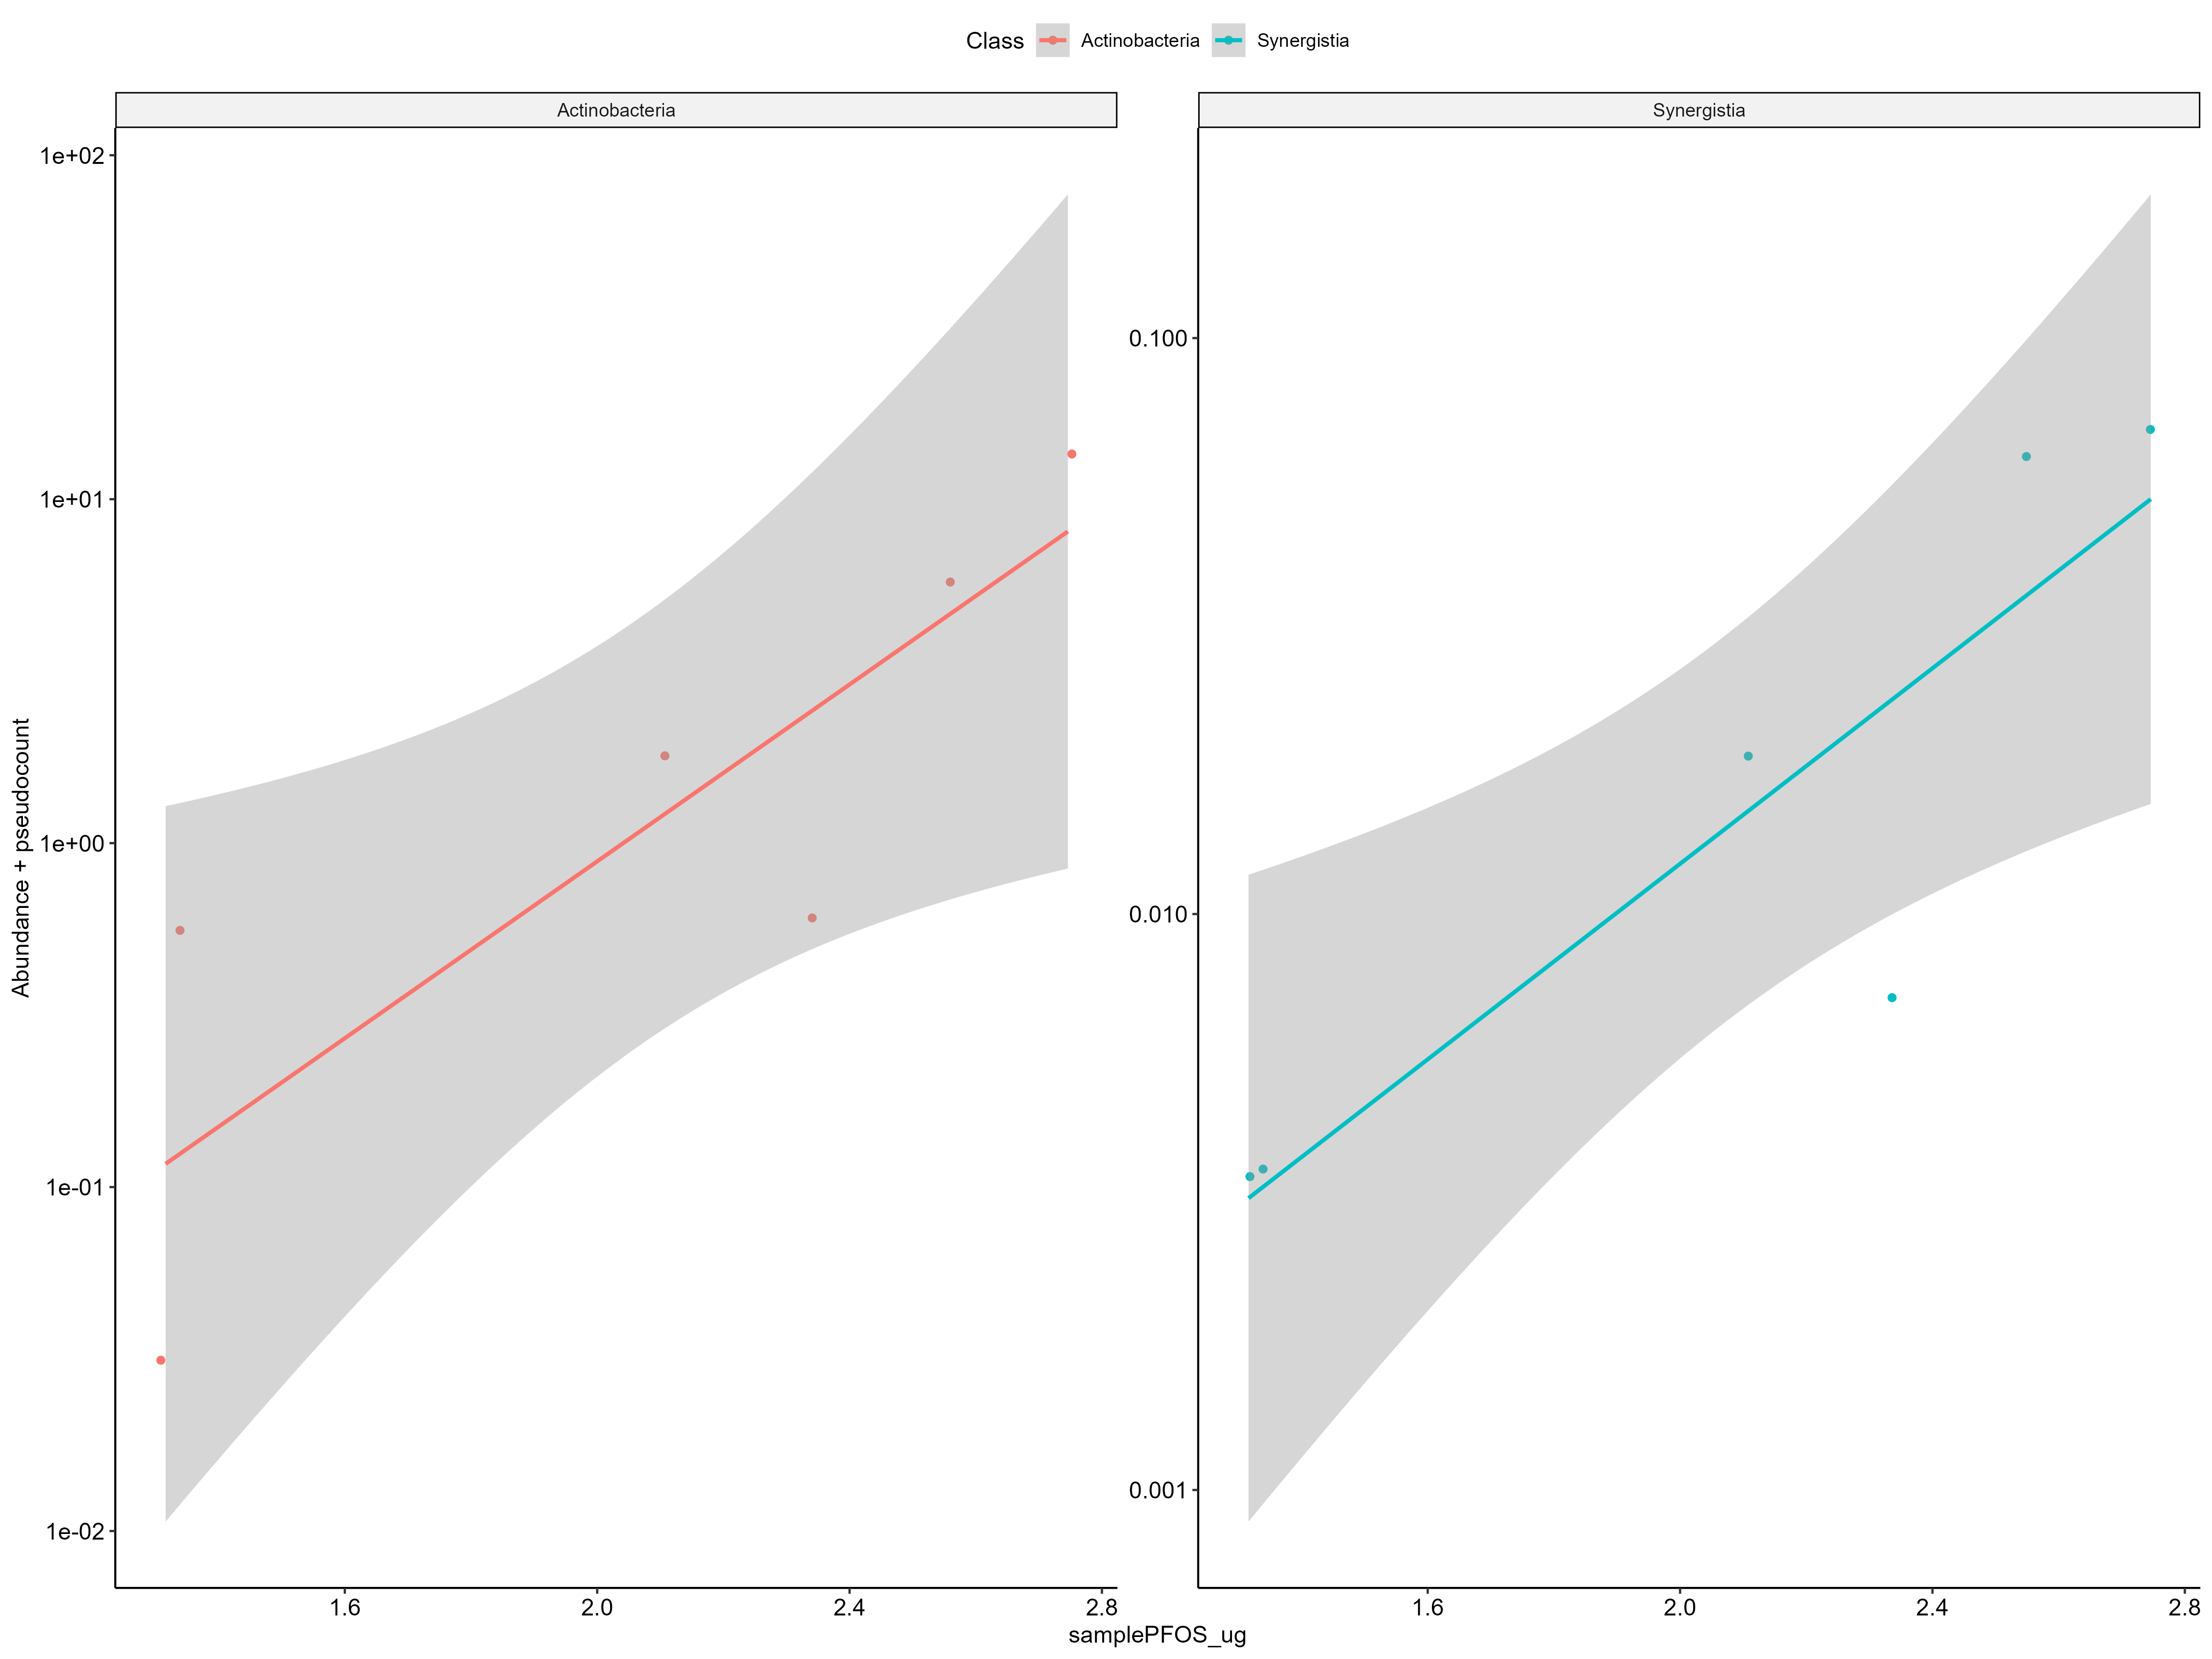 Class Actinobacteria Synergistia
Actinobacteria
Synergistia
Abundance + pseudocount
1e+02
1e+01
1e+00
1e-01
1e-02
0.100
0.010
0.001
1.6 2.0 2.4 2.8
1.6 2.0 2.4 2.8
samplePFOS_ug